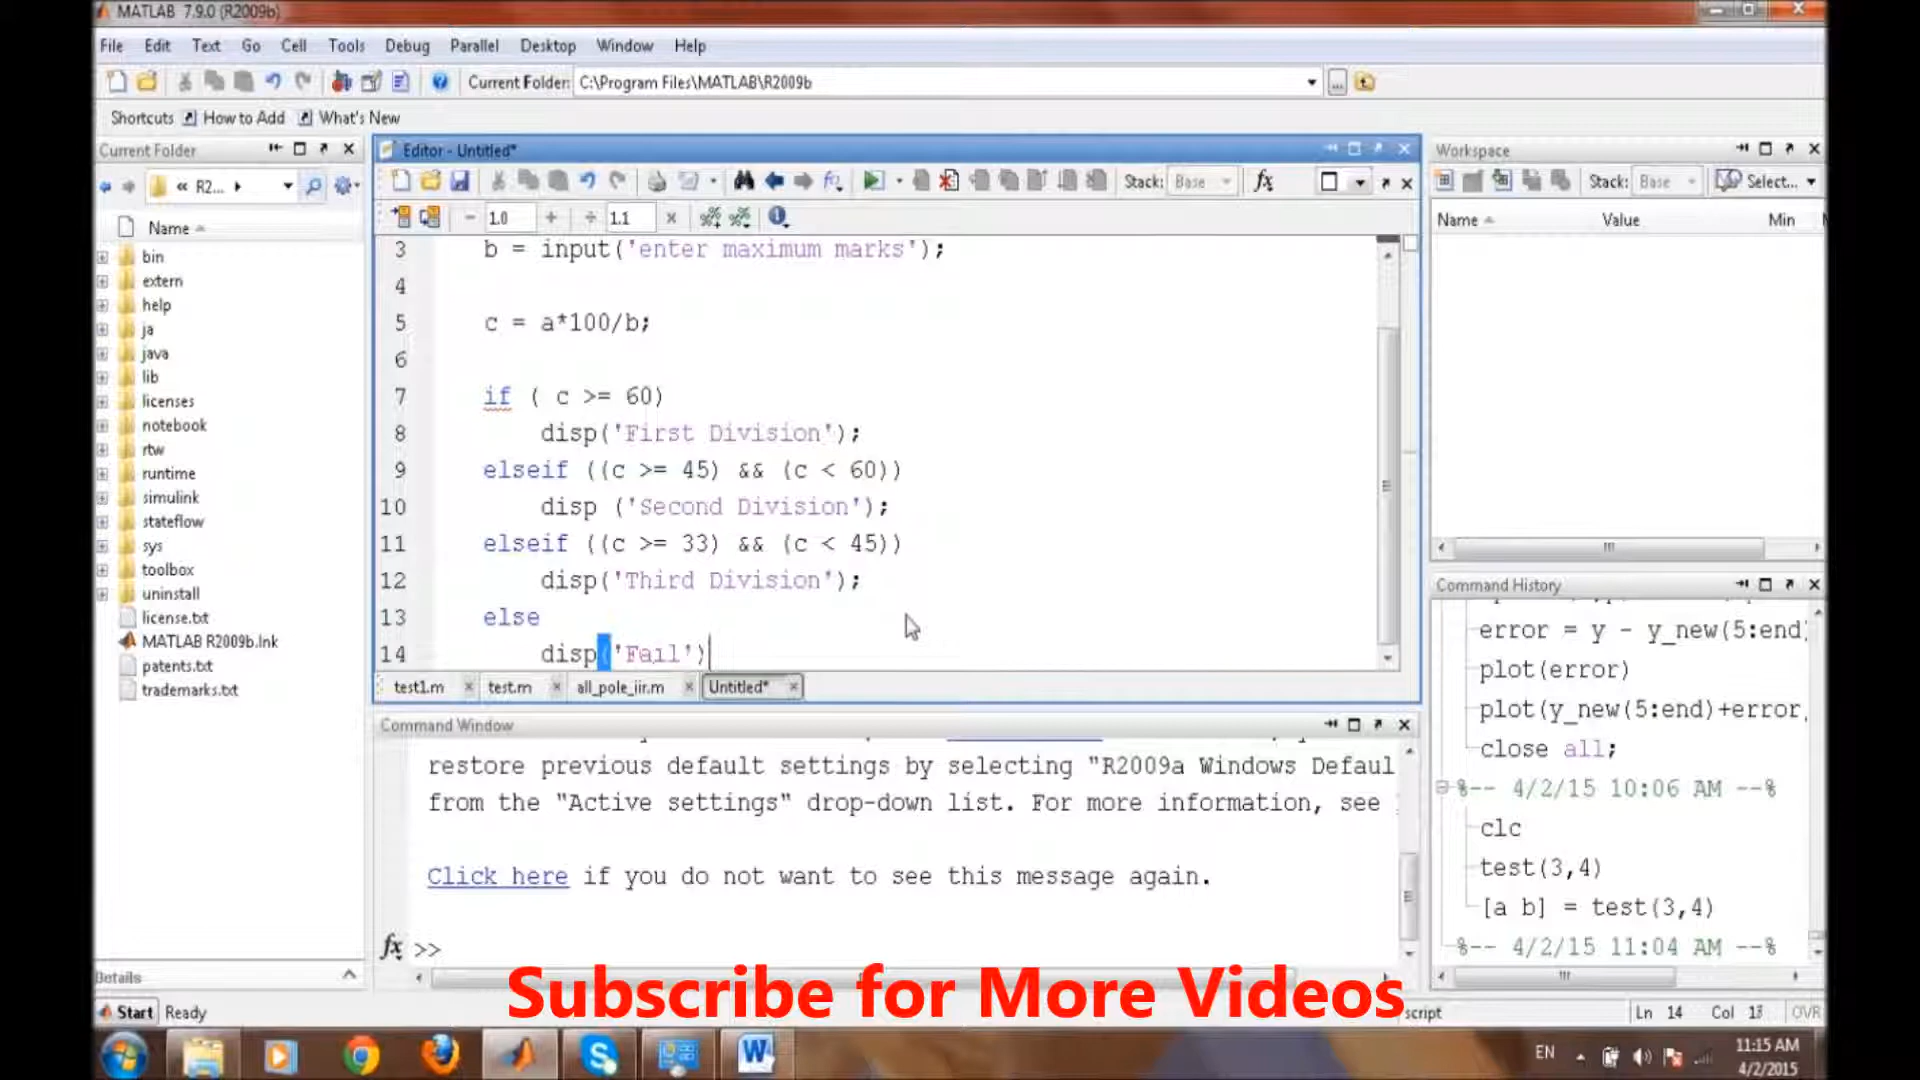 MATLAB 7.9.0 (R2009b)
File Edit Text Go Cell Tools Debug Parallel Desktop Window Help
Current Folder: C:\Program Files\MATLAB\R2009b
Shortcuts How to Add What's New
Current Folder
« R2...
Name
bin
extern
help
ja
java
lib
licenses
notebook
rtw
runtime
simulink
stateflow
sys
toolbox
uninstall
license.txt
MATLAB R2009b.lnk
patents.txt
trademarks.txt
Details
Editor - Untitled*
Stack: Base fx
1.0 1.1
3 b = input('enter maximum marks');
4
5 c = a*100/b;
6
7 if ( c >= 60)
8 disp('First Division');
9 elseif ((c >= 45) && (c < 60))
10 disp ('Second Division');
11 elseif ((c >= 33) && (c < 45))
12 disp('Third Division');
13 else
14 disp('Fail')
test1.m test.m all_pole_iir.m Untitled*
Command Window
restore previous default settings by selecting "R2009a Windows Defaul
from the "Active settings" drop-down list. For more information, see
Click here if you do not want to see this message again.
fx >>
Workspace
Stack: Base Select...
Name Value Min
Command History
error = y - y_new(5:end)
plot(error)
plot(y_new(5:end)+error,
close all;
%-- 4/2/15 10:06 AM --%
clc
test(3,4)
[a b] = test(3,4)
%-- 4/2/15 11:04 AM --%
Subscribe for More Videos
Start Ready
script Ln 14 Col 13 OVR
EN 11:15 AM
4/2/2015